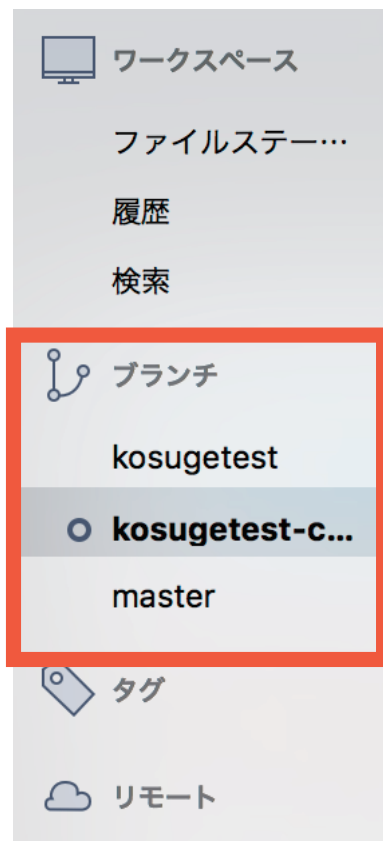 ワークスペース
ファイルステー…
履歴
検索
ブランチ
kosugetest
kosugetest-c...
master
タグ
リモート